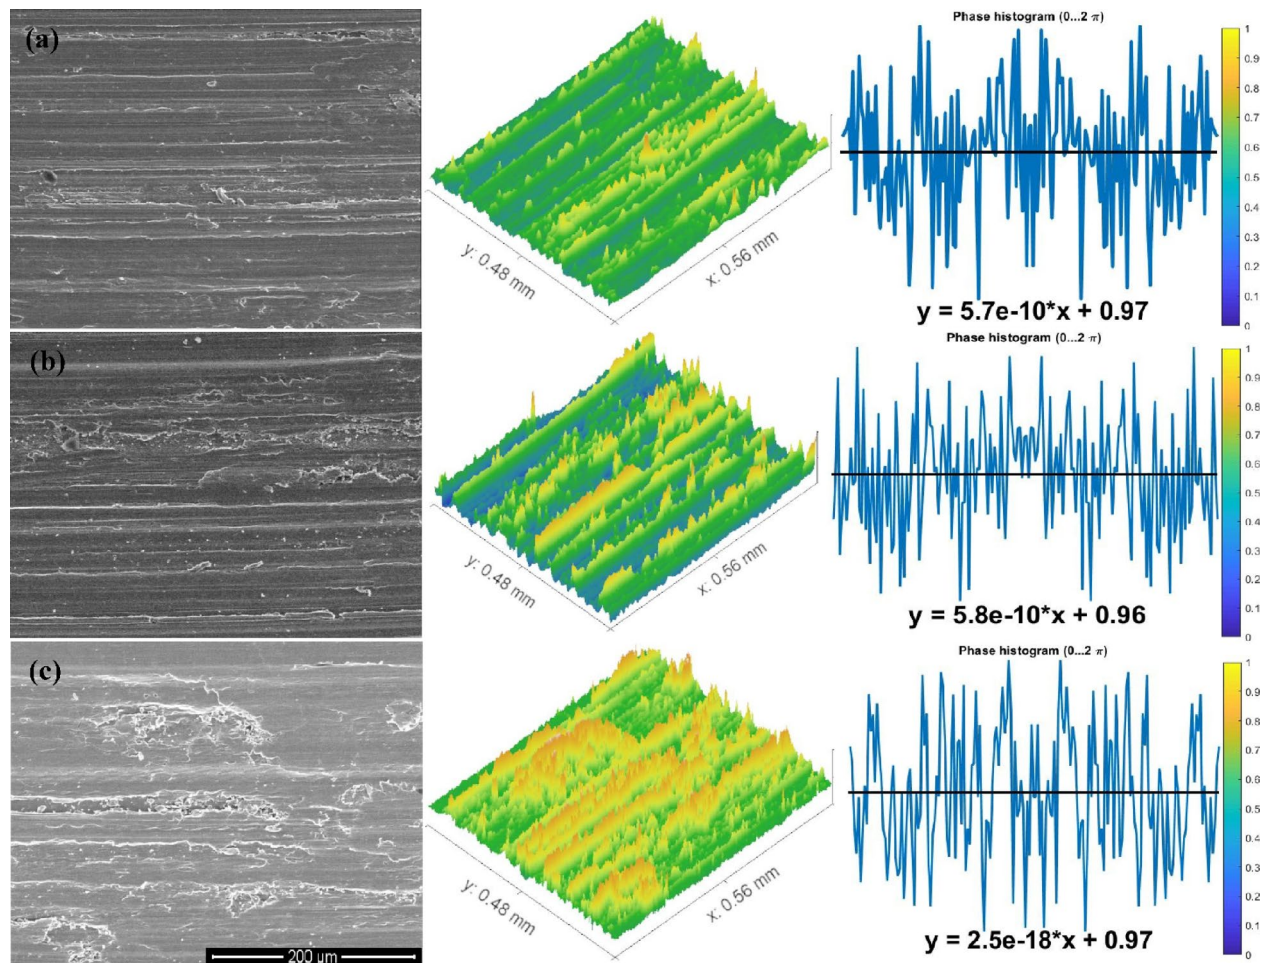 (a)
y: 0.48 mm
x: 0.56 mm
Phase histogram (0...2 π)
y = 5.7e-10*x + 0.97
1
0.9
0.8
0.7
0.6
0.5
0.4
0.3
0.2
0.1
0
(b)
y: 0.48 mm
x: 0.56 mm
Phase histogram (0...2 π)
y = 5.8e-10*x + 0.96
1
0.9
0.8
0.7
0.6
0.5
0.4
0.3
0.2
0.1
0
(c)
200 µm
y: 0.48 mm
x: 0.56 mm
Phase histogram (0...2 π)
y = 2.5e-18*x + 0.97
1
0.9
0.8
0.7
0.6
0.5
0.4
0.3
0.2
0.1
0